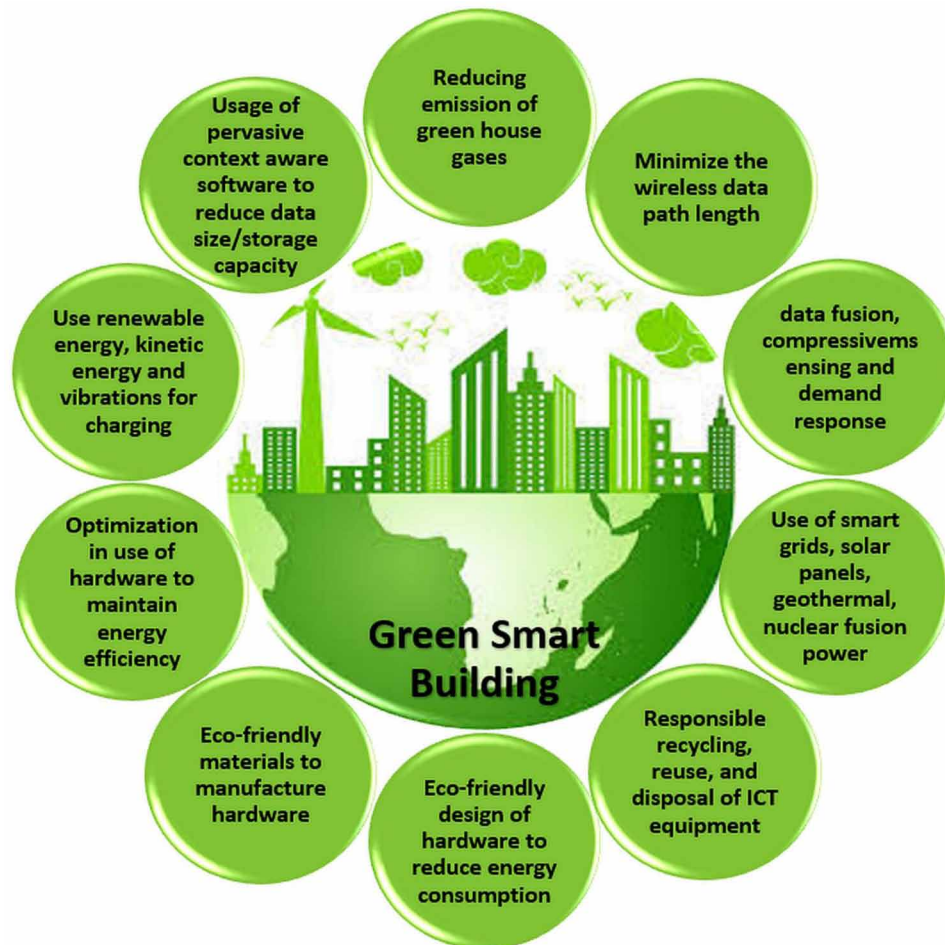 Reducing
emission of
green house
gases
Minimize the
wireless data
path length
data fusion,
compressivems
ensing and
demand
response
Use of smart
grids, solar
panels,
geothermal,
nuclear fusion
power
Responsible
recycling,
reuse, and
disposal of ICT
equipment
Eco-friendly
design of
hardware to
reduce energy
consumption
Eco-friendly
materials to
manufacture
hardware
Optimization
in use of
hardware to
maintain
energy
efficiency
Use renewable
energy, kinetic
energy and
vibrations for
charging
Usage of
pervasive
context aware
software to
reduce data
size/storage
capacity
Green Smart
Building